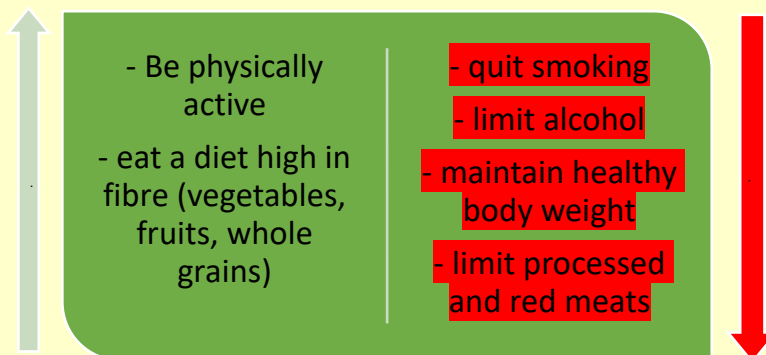 - Be physically
active
- eat a diet high in
fibre (vegetables,
fruits, whole
grains)
- quit smoking
- limit alcohol
- maintain healthy
body weight
- limit processed
and red meats